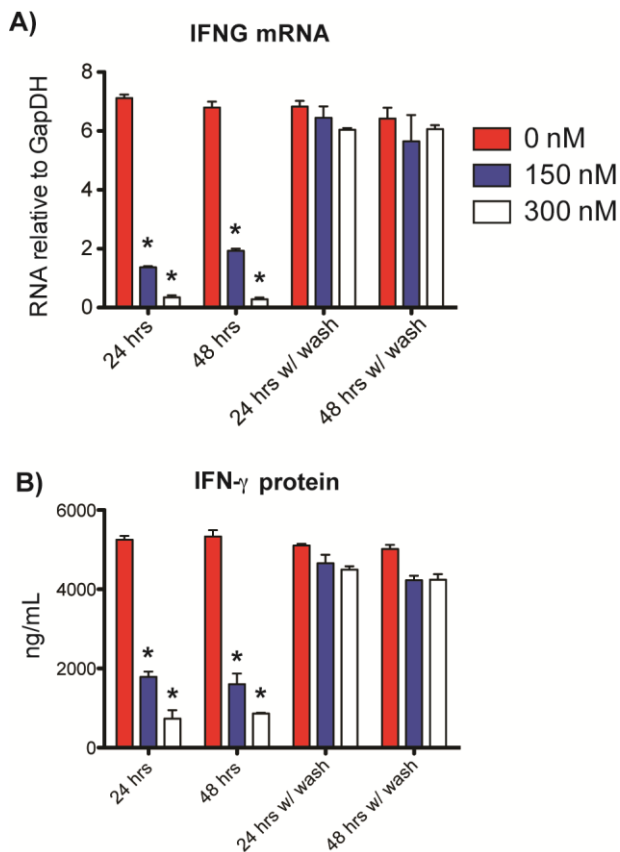 A)
IFNG mRNA
RNA relative to GapDH
8
6
4
2
0
* * * *
24 hrs
48 hrs
24 hrs w/ wash
48 hrs w/ wash
0 nM
150 nM
300 nM
B)
IFN-γ protein
ng/mL
6000
4000
2000
0
* * * *
24 hrs
48 hrs
24 hrs w/ wash
48 hrs w/ wash